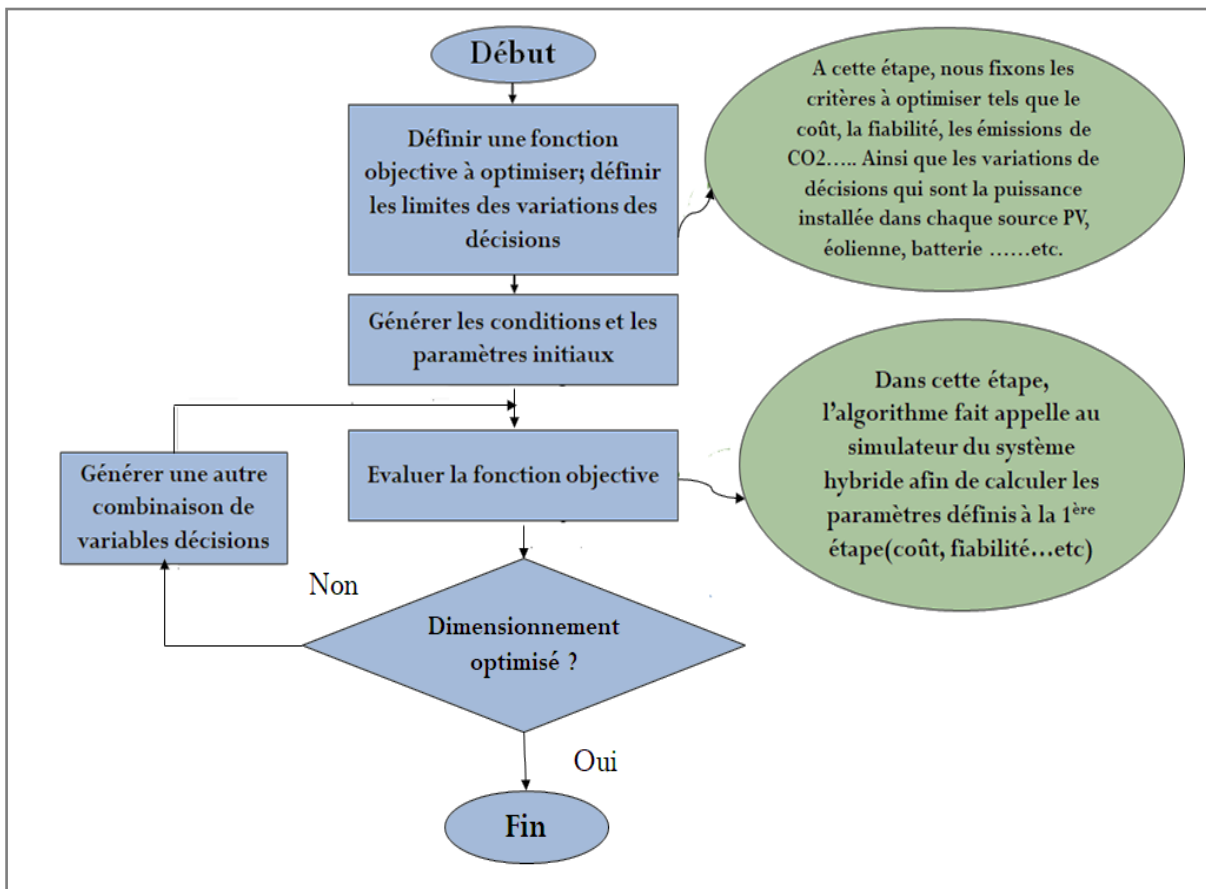 Début
Définir une fonction
objective à optimiser; définir
les limites des variations des
décisions
A cette étape, nous fixons les
critères à optimiser tels que le
coût, la fiabilité, les émissions de
CO2..... Ainsi que les variations de
décisions qui sont la puissance
installée dans chaque source PV,
éolienne, batterie ......etc.
Générer les conditions et les
paramètres initiaux
Evaluer la fonction objective
Dans cette étape,
l'algorithme fait appelle au
simulateur du système
hybride afin de calculer les
paramètres définis à la 1ère
étape(coût, fiabilité...etc)
Générer une autre
combinaison de
variables décisions
Non
Dimensionnement
optimisé ?
Oui
Fin